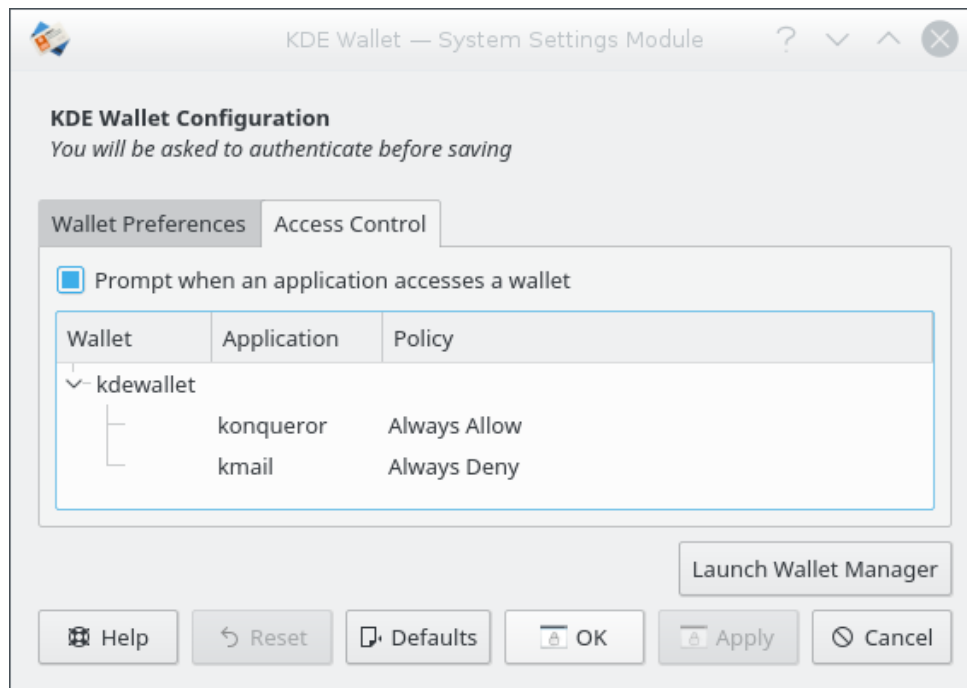 KDE Wallet — System Settings Module
KDE Wallet Configuration
You will be asked to authenticate before saving
Wallet Preferences Access Control
Prompt when an application accesses a wallet
Wallet Application Policy
kdewallet
konqueror Always Allow
kmail Always Deny
Launch Wallet Manager
Help Reset Defaults OK Apply Cancel